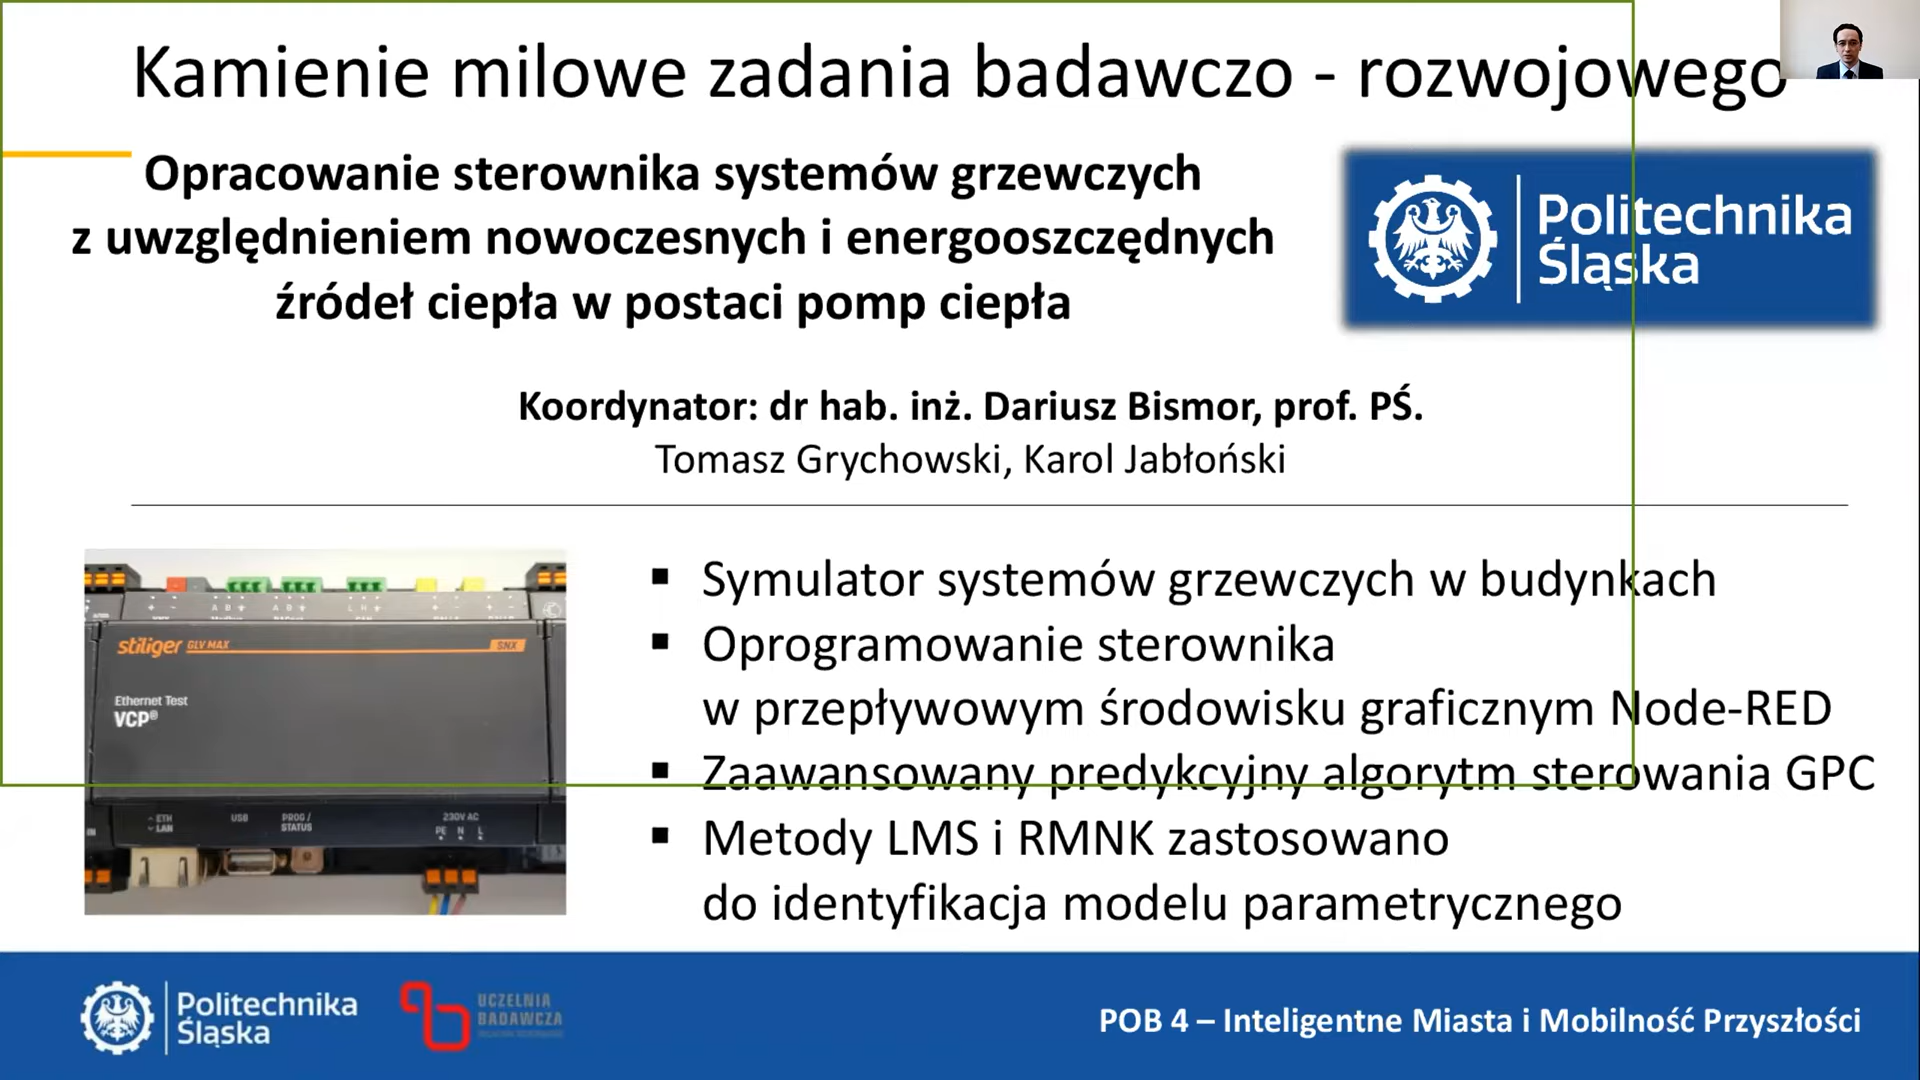 Kamienie milowe zadania badawczo - rozwojowego
Opracowanie sterownika systemów grzewczych
z uwzględnieniem nowoczesnych i energooszczędnych
źródeł ciepła w postaci pomp ciepła
Politechnika
Śląska
Koordynator: dr hab. inż. Dariusz Bismor, prof. PŚ.
Tomasz Grychowski, Karol Jabłoński
stiliger GLV MAX
SNX
Ethernet Test
VCP®
ETH
LAN
USB
PROG /
STATUS
230V AC
PE N L
▪ Symulator systemów grzewczych w budynkach
▪ Oprogramowanie sterownika
w przepływowym środowisku graficznym Node-RED
▪ Zaawansowany predykcyjny algorytm sterowania GPC
▪ Metody LMS i RMNK zastosowano
do identyfikacja modelu parametrycznego
Politechnika
Śląska
UCZELNIA
BADAWCZA
POB 4 – Inteligentne Miasta i Mobilność Przyszłości